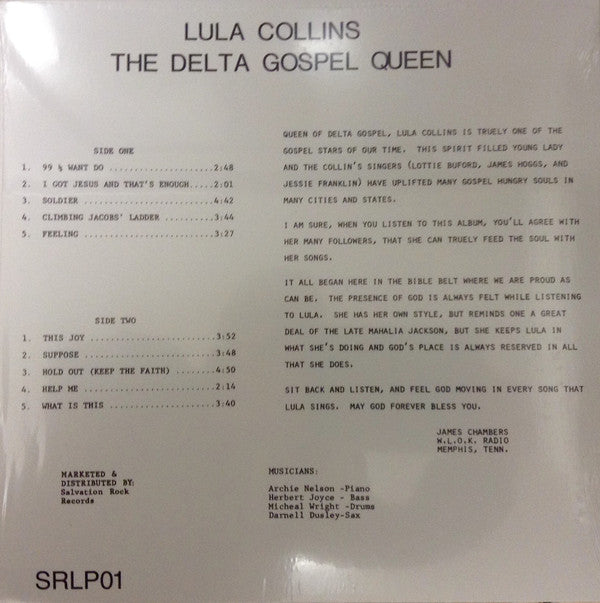 LULA COLLINS
THE DELTA GOSPEL QUEEN
SIDE ONE
1. 99 ½ WANT DO ..................2:48
2. I GOT JESUS AND THAT'S ENOUGH.....2:01
3. SOLDIER .........................4:42
4. CLIMBING JACOBS' LADDER ..........3:44
5. FEELING .........................3:27
SIDE TWO
1. THIS JOY ........................3:52
2. SUPPOSE .........................3:48
3. HOLD OUT (KEEP THE FAITH) ........4:50
4. HELP ME .........................2:14
5. WHAT IS THIS ....................3:40
QUEEN OF DELTA GOSPEL, LULA COLLINS IS TRUELY ONE OF THE
GOSPEL STARS OF OUR TIME. THIS SPIRIT FILLED YOUNG LADY
AND THE COLLIN'S SINGERS (LOTTIE BUFORD, JAMES HOGGS, AND
JESSIE FRANKLIN) HAVE UPLIFTED MANY GOSPEL HUNGRY SOULS IN
MANY CITIES AND STATES.
I AM SURE, WHEN YOU LISTEN TO THIS ALBUM, YOU'LL AGREE WITH
HER MANY FOLLOWERS, THAT SHE CAN TRUELY FEED THE SOUL WITH
HER SONGS.
IT ALL BEGAN HERE IN THE BIBLE BELT WHERE WE ARE PROUD AS
CAN BE. THE PRESENCE OF GOD IS ALWAYS FELT WHILE LISTENING
TO LULA. SHE HAS HER OWN STYLE, BUT REMINDS ONE A GREAT
DEAL OF THE LATE MAHALIA JACKSON, BUT SHE KEEPS LULA IN
WHAT SHE'S DOING AND GOD'S PLACE IS ALWAYS RESERVED IN ALL
THAT SHE DOES.
SIT BACK AND LISTEN, AND FEEL GOD MOVING IN EVERY SONG THAT
LULA SINGS. MAY GOD FOREVER BLESS YOU.
JAMES CHAMBERS
W.L.O.K. RADIO
MEMPHIS, TENN.
MARKETED &
DISTRIBUTED BY:
Salvation Rock
Records
MUSICIANS:
Archie Nelson -Piano
Herbert Joyce - Bass
Micheal Wright -Drums
Darnell Dusley-Sax
SRLP01